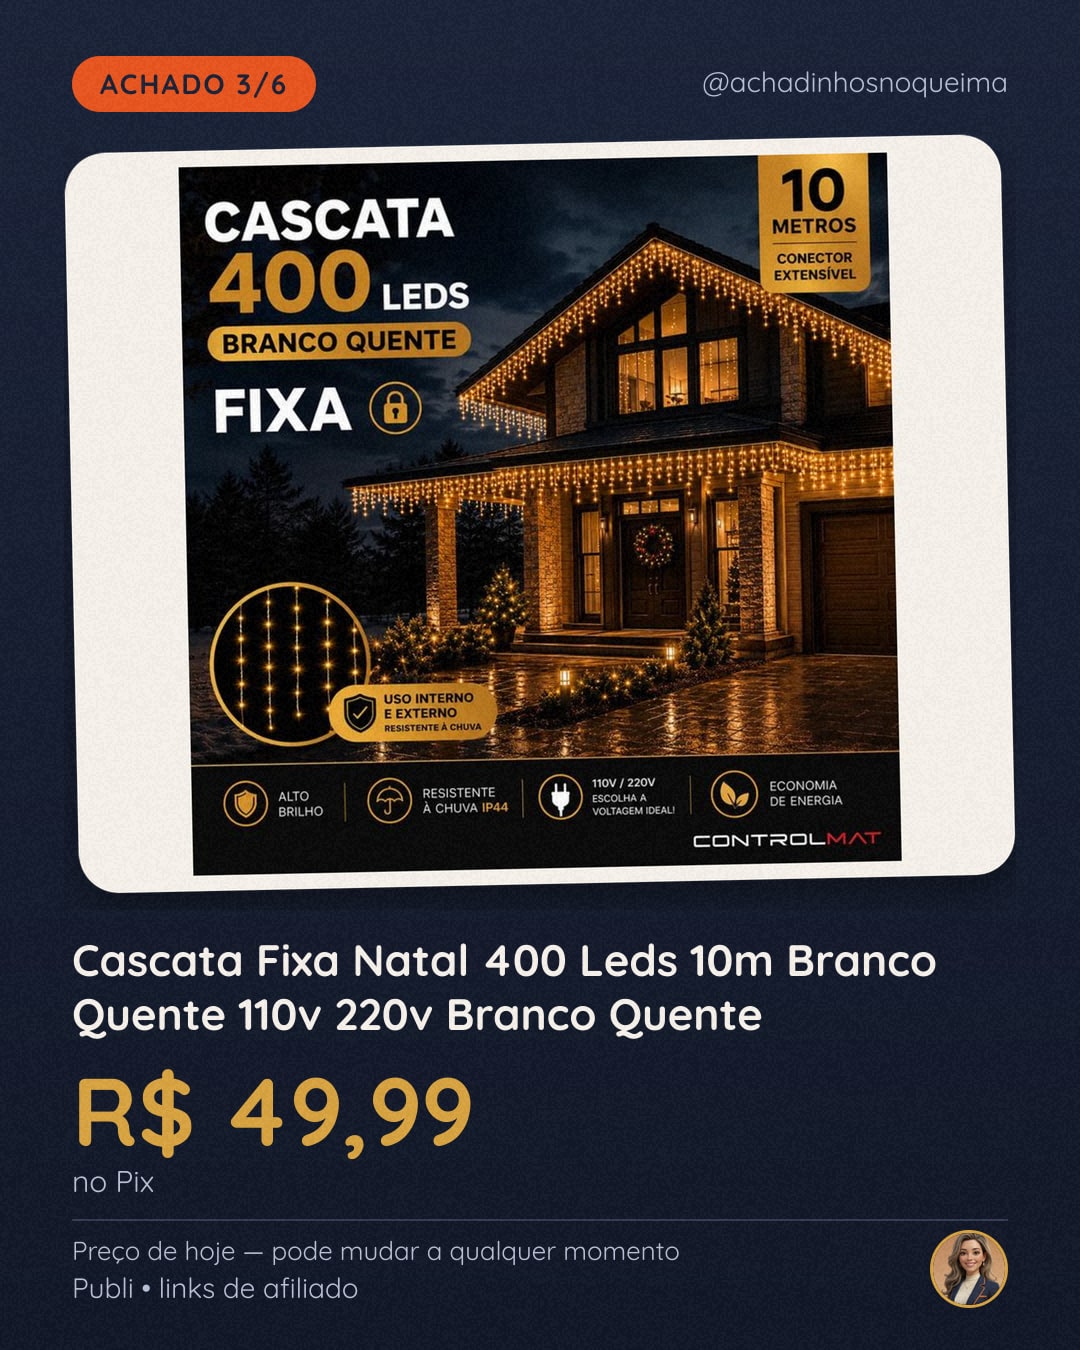 ACHADO 3/6
@achadinhosnoqueima
CASCATA
400 LEDS
BRANCO QUENTE
FIXA
10
METROS
CONECTOR
EXTENSÍVEL
USO INTERNO
E EXTERNO
RESISTENTE À CHUVA
ALTO
BRILHO
RESISTENTE
À CHUVA IP44
110V / 220V
ESCOLHA A
VOLTAGEM IDEAL!
ECONOMIA
DE ENERGIA
CONTROLMAT
Cascata Fixa Natal 400 Leds 10m Branco
Quente 110v 220v Branco Quente
R$ 49,99
no Pix
Preço de hoje — pode mudar a qualquer momento
Publi • links de afiliado